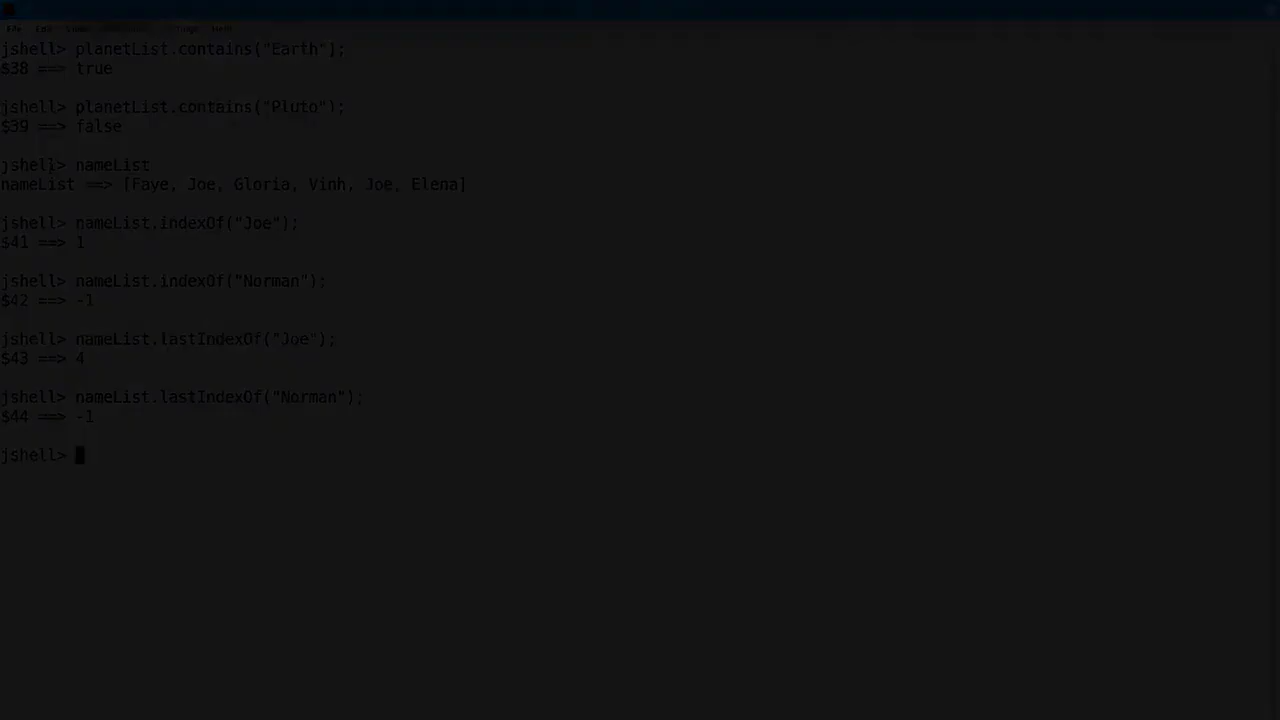 File Edit
jshell> planetList.contains("Earth");
$38 ==> true
jshell> planetList.contains("Pluto");
$39 ==> false
jshell> nameList
nameList ==> [Faye, Joe, Gloria, Vinh, Joe, Elena]
jshell> nameList.indexOf("Joe");
$41 ==> 1
jshell> nameList.indexOf("Norman");
$42 ==> -1
jshell> nameList.lastIndexOf("Joe");
$43 ==> 4
jshell> nameList.lastIndexOf("Norman");
$44 ==> -1
jshell>